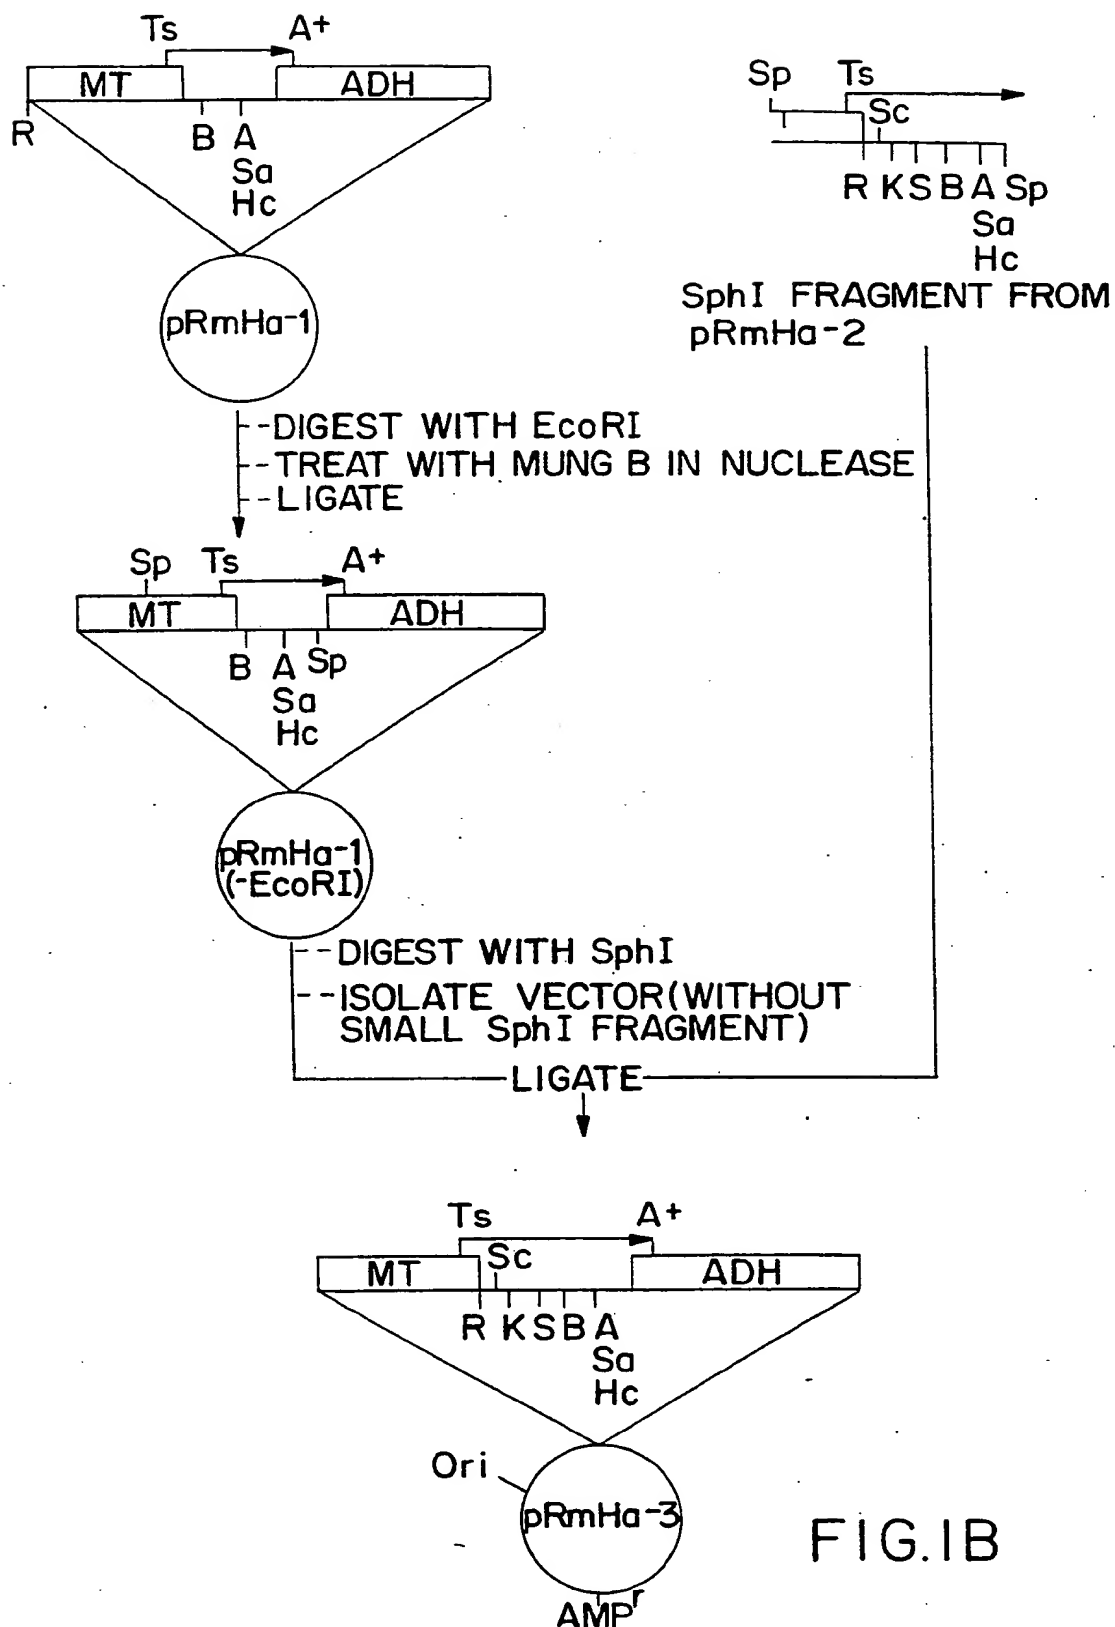 Ts A+
MT ADH
R B A
Sa
Hc
pRmHa-1
Sp Ts
Sc
R K S B A Sp
Sa
Hc
SphI FRAGMENT FROM
pRmHa-2
--DIGEST WITH EcoRI
--TREAT WITH MUNG B IN NUCLEASE
--LIGATE
Sp Ts A+
MT ADH
B A Sp
Sa
Hc
pRmHa-1
(-EcoRI)
--DIGEST WITH SphI
--ISOLATE VECTOR(WITHOUT
SMALL SphI FRAGMENT)
LIGATE
Ts A+
Sc
MT ADH
R K S B A
Sa
Hc
Ori
pRmHa-3
AMPr
FIG.1B